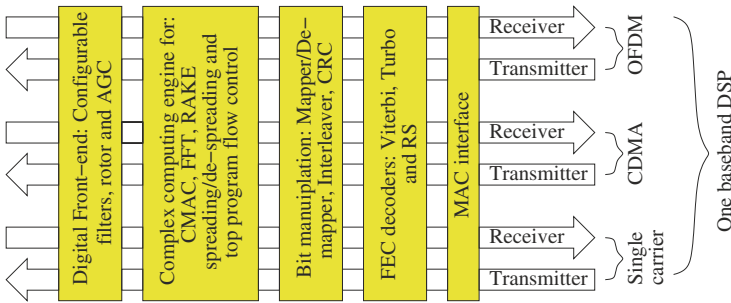 Digital Front-end: Configurable
filters, rotor and AGC
Complex computing engine for:
CMAC, FFT, RAKE
spreading/de-spreading and
top program flow control
Bit manuiplation: Mapper/De-
mapper, Interleaver, CRC
FEC decoders: Viterbi, Turbo
and RS
MAC interface
Receiver
Transmitter
OFDM
Receiver
Transmitter
CDMA
Receiver
Transmitter
Single
carrier
One baseband DSP